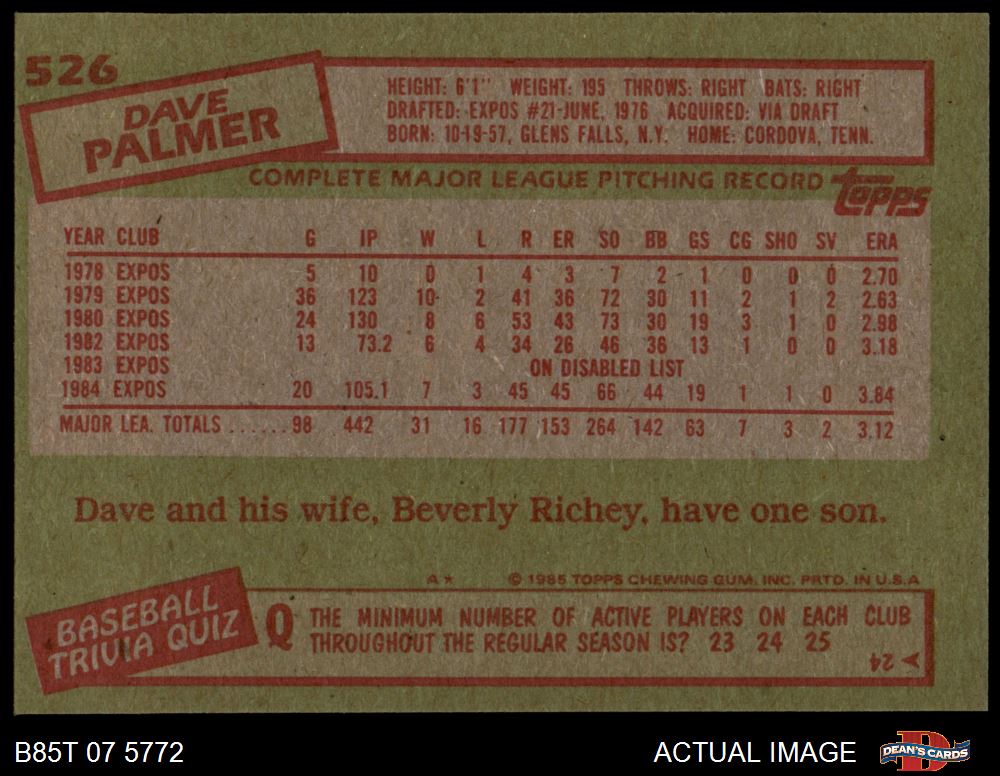 526
DAVE
PALMER
HEIGHT: 6'1" WEIGHT: 195 THROWS: RIGHT BATS: RIGHT
DRAFTED: EXPOS #21-JUNE, 1976 ACQUIRED: VIA DRAFT
BORN: 10-19-57, GLENS FALLS, N.Y. HOME: CORDOVA, TENN.
COMPLETE MAJOR LEAGUE PITCHING RECORD topps
YEAR CLUB G IP W L R ER SO BB GS CG SHO SV ERA
1978 EXPOS 5 10 0 1 4 3 7 2 1 0 0 0 2.70
1979 EXPOS 36 123 10 2 41 36 72 30 11 2 1 2 2.63
1980 EXPOS 24 130 8 6 53 43 73 30 19 3 1 0 2.98
1982 EXPOS 13 73.2 6 4 34 26 46 36 13 1 0 0 3.18
1983 EXPOS ON DISABLED LIST
1984 EXPOS 20 105.1 7 3 45 45 66 44 19 1 1 0 3.84
MAJOR LEA. TOTALS ...... 98 442 31 16 177 153 264 142 63 7 3 2 3.12
Dave and his wife, Beverly Richey, have one son.
A* © 1985 TOPPS CHEWING GUM, INC. PRTD. IN U.S.A
BASEBALL
TRIVIA QUIZ
Q THE MINIMUM NUMBER OF ACTIVE PLAYERS ON EACH CLUB
THROUGHOUT THE REGULAR SEASON IS? 23 24 25
24
B85T 07 5772 ACTUAL IMAGE DEAN'S CARDS